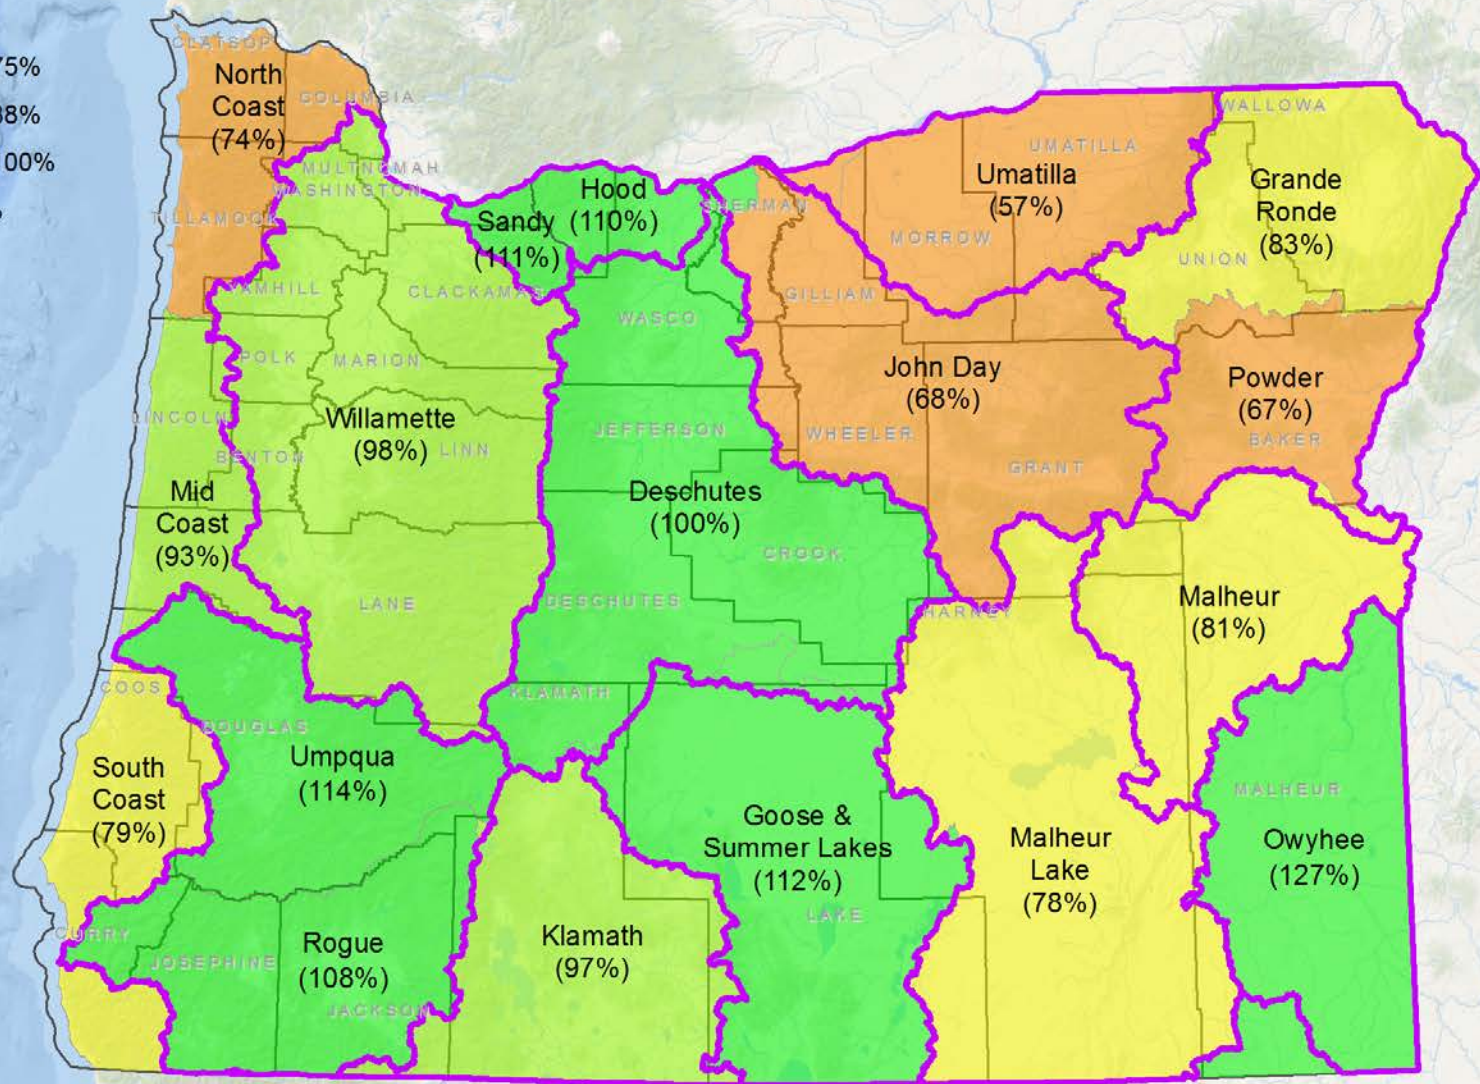 75%
88%
100%
CLATSOP
North
Coast
(74%)
COLUMBIA
MULTNOMAH
WASHINGTON
TILLAMOOK
Hood
(110%)
Sandy
(111%)
SHERMAN
UMATILLA
Umatilla
(57%)
MORROW
WALLOWA
Grande
Ronde
(83%)
UNION
YAMHILL
CLACKAMAS
WASCO
GILLIAM
POLK
MARION
John Day
(68%)
Powder
(67%)
BAKER
LINCOLN
Willamette
(98%)
BENTON
LINN
JEFFERSON
WHEELER
GRANT
Mid
Coast
(93%)
Deschutes
(100%)
CROOK
LANE
DESCHUTES
HARNEY
Malheur
(81%)
COOS
KLAMATH
DOUGLAS
Umpqua
(114%)
South
Coast
(79%)
Goose &
Summer Lakes
(112%)
LAKE
Malheur
Lake
(78%)
MALHEUR
Owyhee
(127%)
CURRY
JOSEPHINE
Rogue
(108%)
JACKSON
Klamath
(97%)